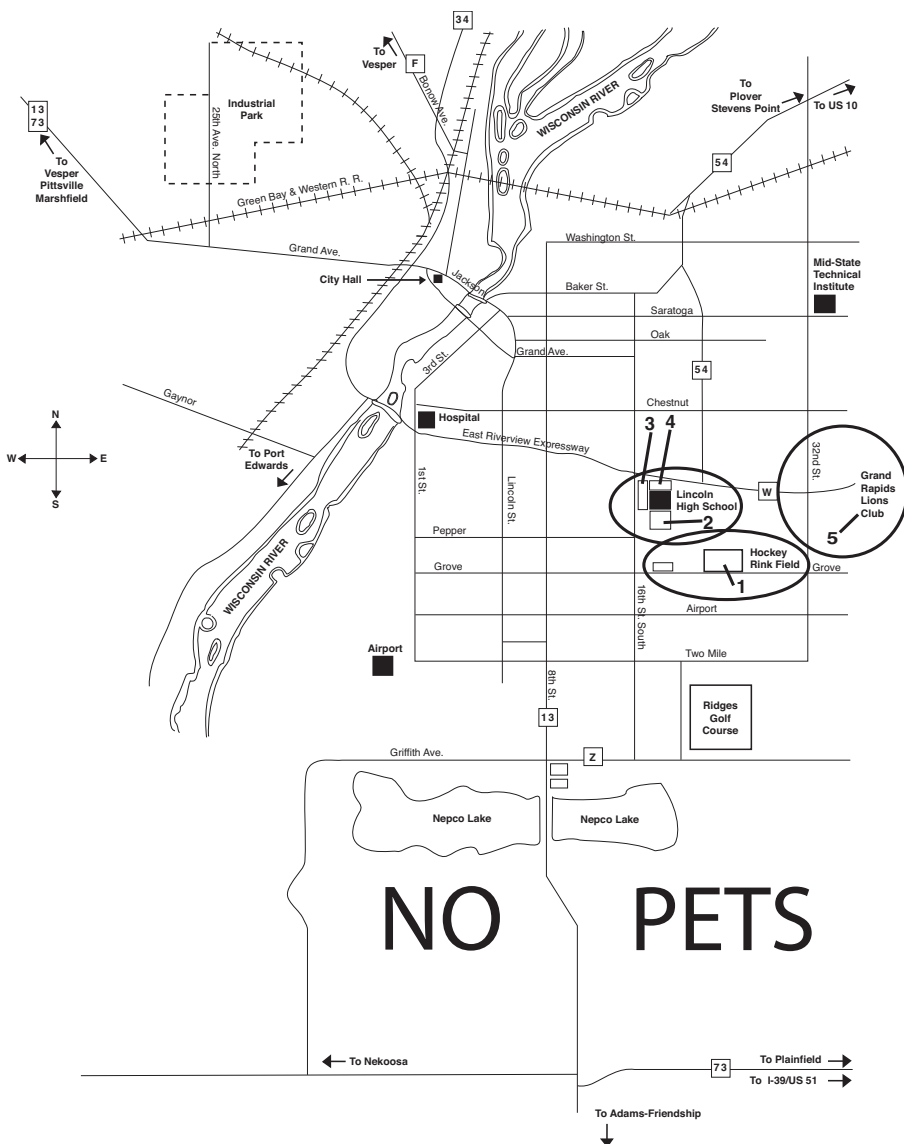 34
To
Vesper
F
Bonow Ave.
13
73
To
Vesper
Pittsville
Marshfield
25th Ave. North
Industrial
Park
WISCONSIN RIVER
To
Plover
Stevens Point
To US 10
54
Green Bay & Western R. R.
Grand Ave.
Washington St.
City Hall
Jackson
Baker St.
Mid-State
Technical
Institute
Saratoga
Oak
3rd St.
Grand Ave.
54
Gaynor
Chestnut
Hospital
East Riverview Expressway
3
4
32nd St.
N
W
E
S
To Port
Edwards
1st St.
Lincoln St.
Lincoln
High School
2
W
Grand
Rapids
Lions
Club
5
WISCONSIN RIVER
Pepper
Hockey
Rink Field
Grove
Grove
1
16th St. South
Airport
Airport
Two Mile
8th St.
13
Ridges
Golf
Course
Griffith Ave.
Z
Nepco Lake
Nepco Lake
NO PETS
To Nekoosa
73
To Plainfield
To I-39/US 51
To Adams-Friendship